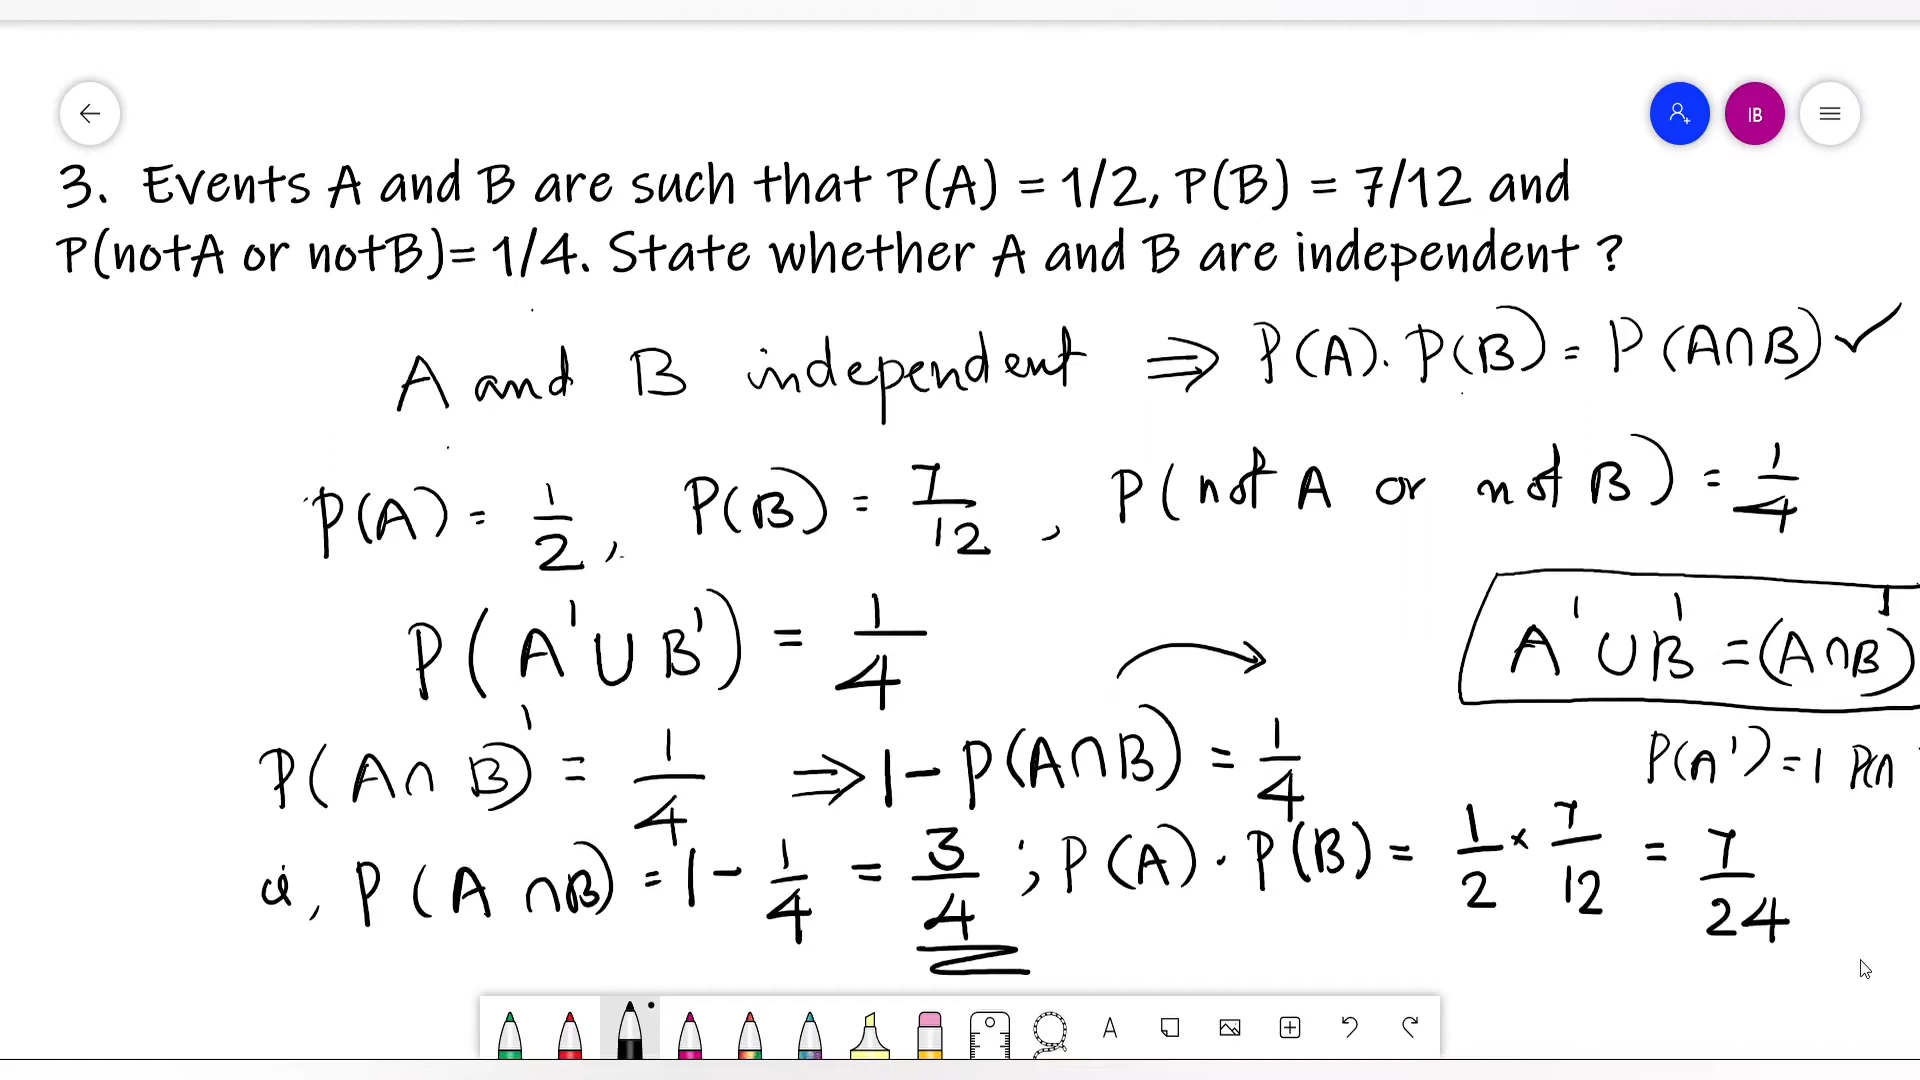 IB
3. Events A and B are such that P(A) = 1/2, P(B) = 7/12 and
P(notA or notB)= 1/4. State whether A and B are independent ?
A and B independent ⇒ P(A). P(B) = P(A∩B) ✓
P(A) = 1/2, P(B) = 7/12, P(not A or not B) = 1/4
P(A'∪B') = 1/4
A'∪B' = (A∩B)'
P(A∩B)' = 1/4 ⇒ 1 - P(A∩B) = 1/4
P(A') = 1 P(A
P(A∩B) = 1 - 1/4 = 3/4 ; P(A) . P(B) = 1/2 × 7/12 = 7/24
A